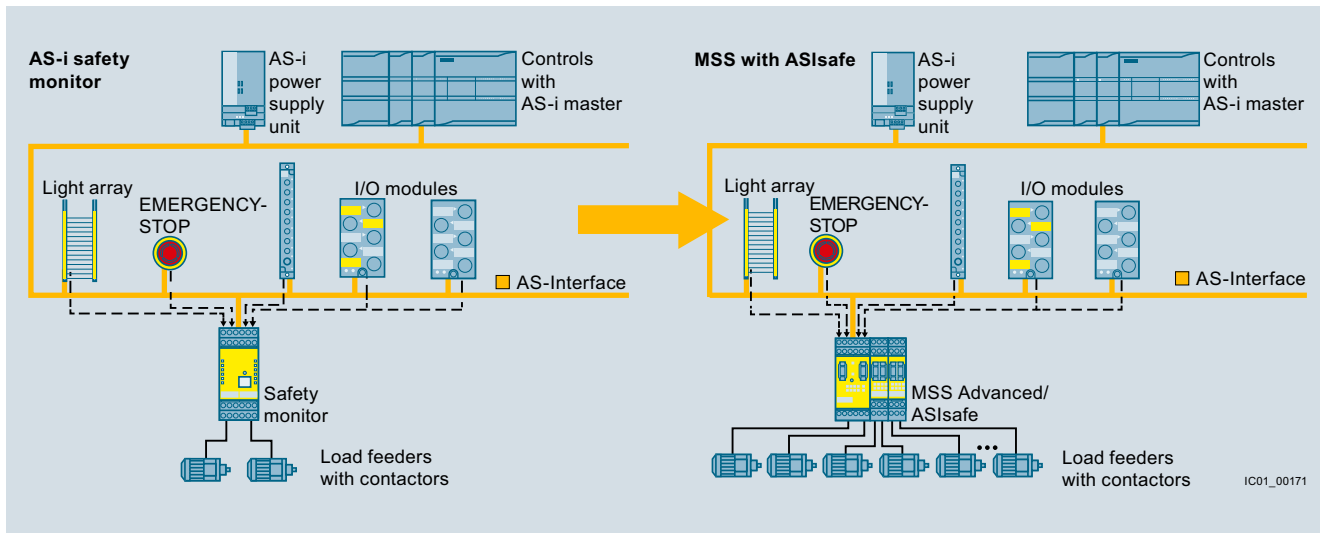 AS-i safety
monitor
AS-i
power
supply
unit
Controls
with
AS-i master
Light array
EMERGENCY-
STOP
I/O modules
AS-Interface
Safety
monitor
Load feeders
with contactors
MSS with ASIsafe
AS-i
power
supply
unit
Controls
with
AS-i master
Light array
EMERGENCY-
STOP
I/O modules
AS-Interface
MSS Advanced/
ASIsafe
Load feeders
with contactors
IC01_00171